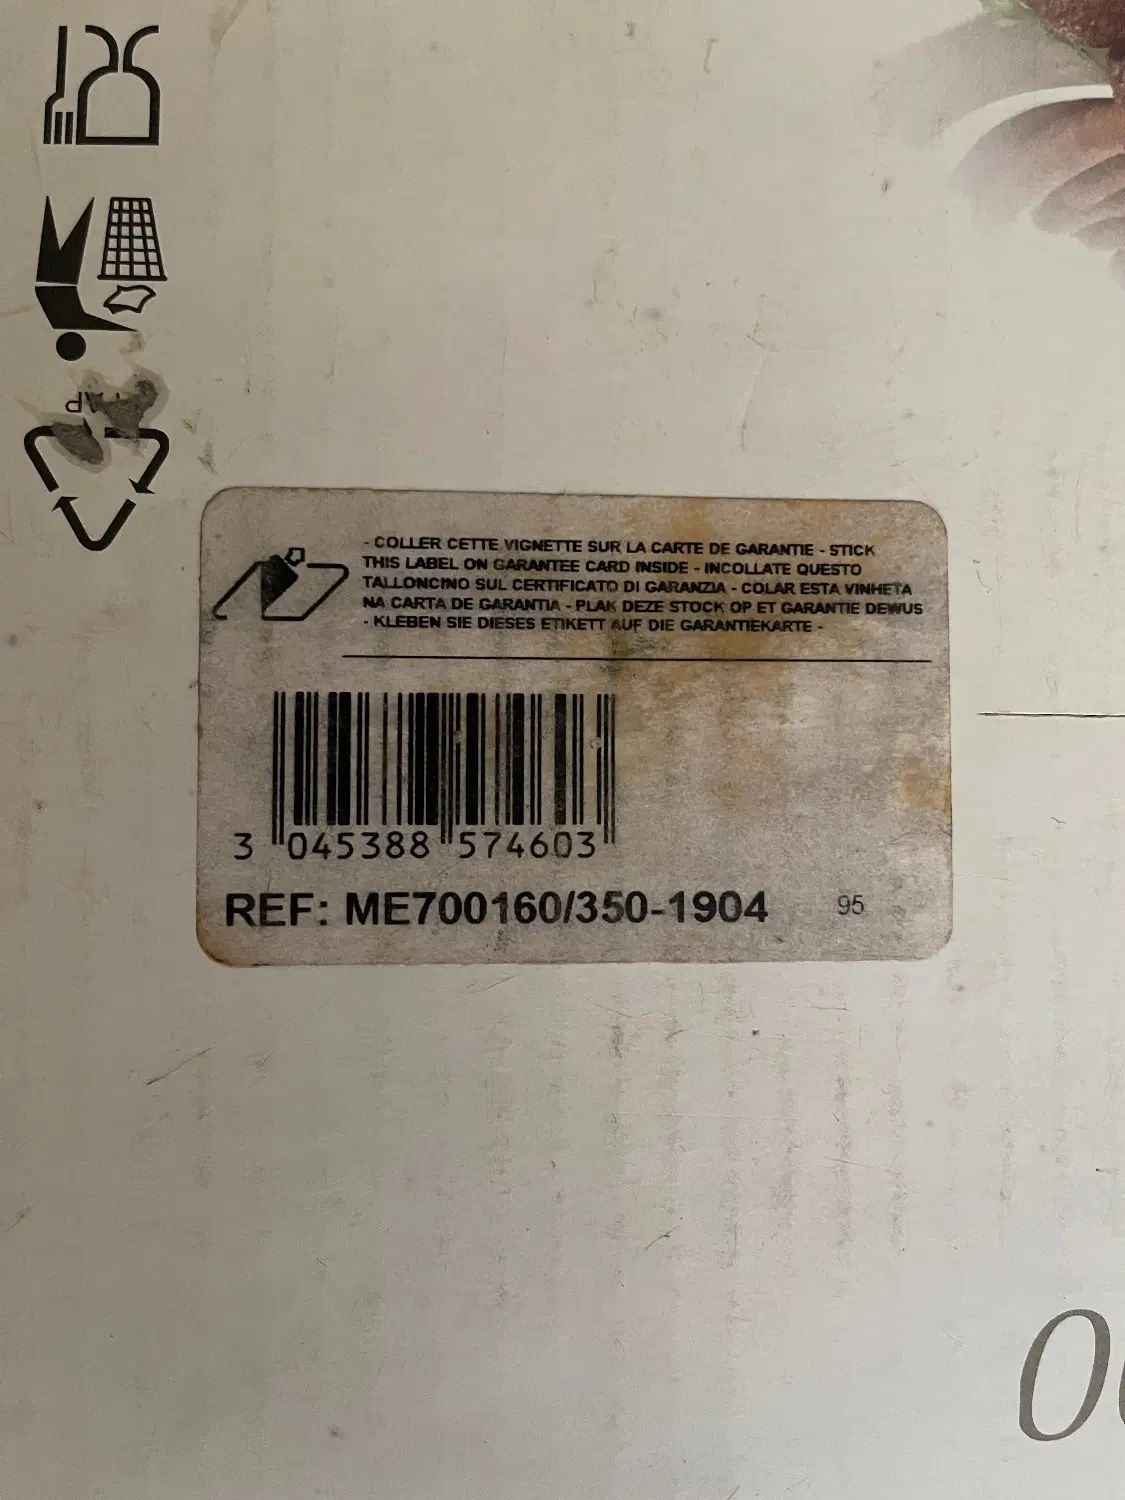 - COLLER CETTE VIGNETTE SUR LA CARTE DE GARANTIE - STICK
THIS LABEL ON GARANTEE CARD INSIDE - INCOLLATE QUESTO
TALLONCINO SUL CERTIFICATO DI GARANZIA - COLAR ESTA VINHETA
NA CARTA DE GARANTIA - PLAK DEZE STOCK OP ET GARANTIE DEWUS
- KLEBEN SIE DIESES ETIKETT AUF DIE GARANTIEKARTE -
3 045388 574603
REF: ME700160/350-1904 95